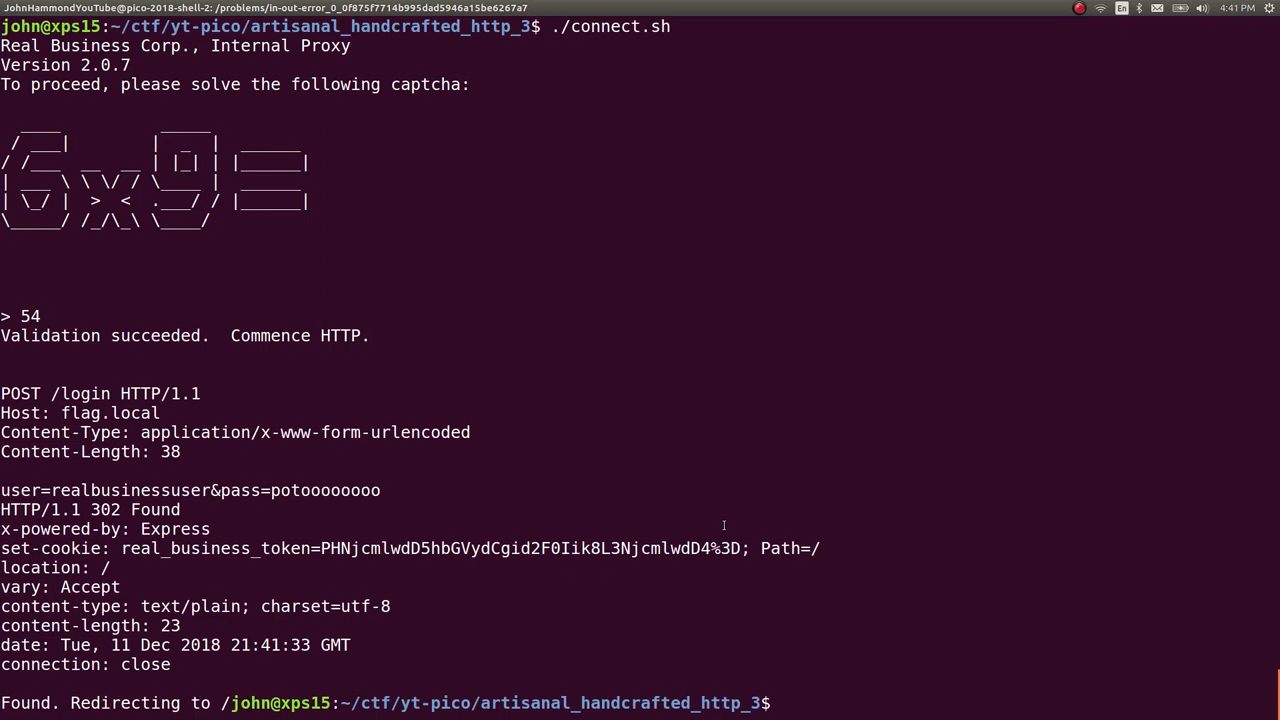 JohnHammondYouTube@pico-2018-shell-2: /problems/in-out-error_0_0f875f7714b995dad5946a15be6267a7
En
4:41 PM
john@xps15:~/ctf/yt-pico/artisanal_handcrafted_http_3$ ./connect.sh
Real Business Corp., Internal Proxy
Version 2.0.7
To proceed, please solve the following captcha:
6x9=
> 54
Validation succeeded.  Commence HTTP.
POST /login HTTP/1.1
Host: flag.local
Content-Type: application/x-www-form-urlencoded
Content-Length: 38
user=realbusinessuser&pass=potoooooooo
HTTP/1.1 302 Found
x-powered-by: Express
set-cookie: real_business_token=PHNjcmlwdD5hbGVydCgid2F0Iik8L3NjcmlwdD4%3D; Path=/
location: /
vary: Accept
content-type: text/plain; charset=utf-8
content-length: 23
date: Tue, 11 Dec 2018 21:41:33 GMT
connection: close
Found. Redirecting to /john@xps15:~/ctf/yt-pico/artisanal_handcrafted_http_3$